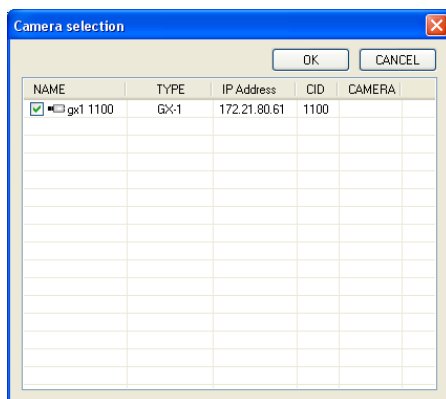 Camera selection
OK CANCEL
NAME TYPE IP Address CID CAMERA
gx1 1100 GX-1 172.21.80.61 1100